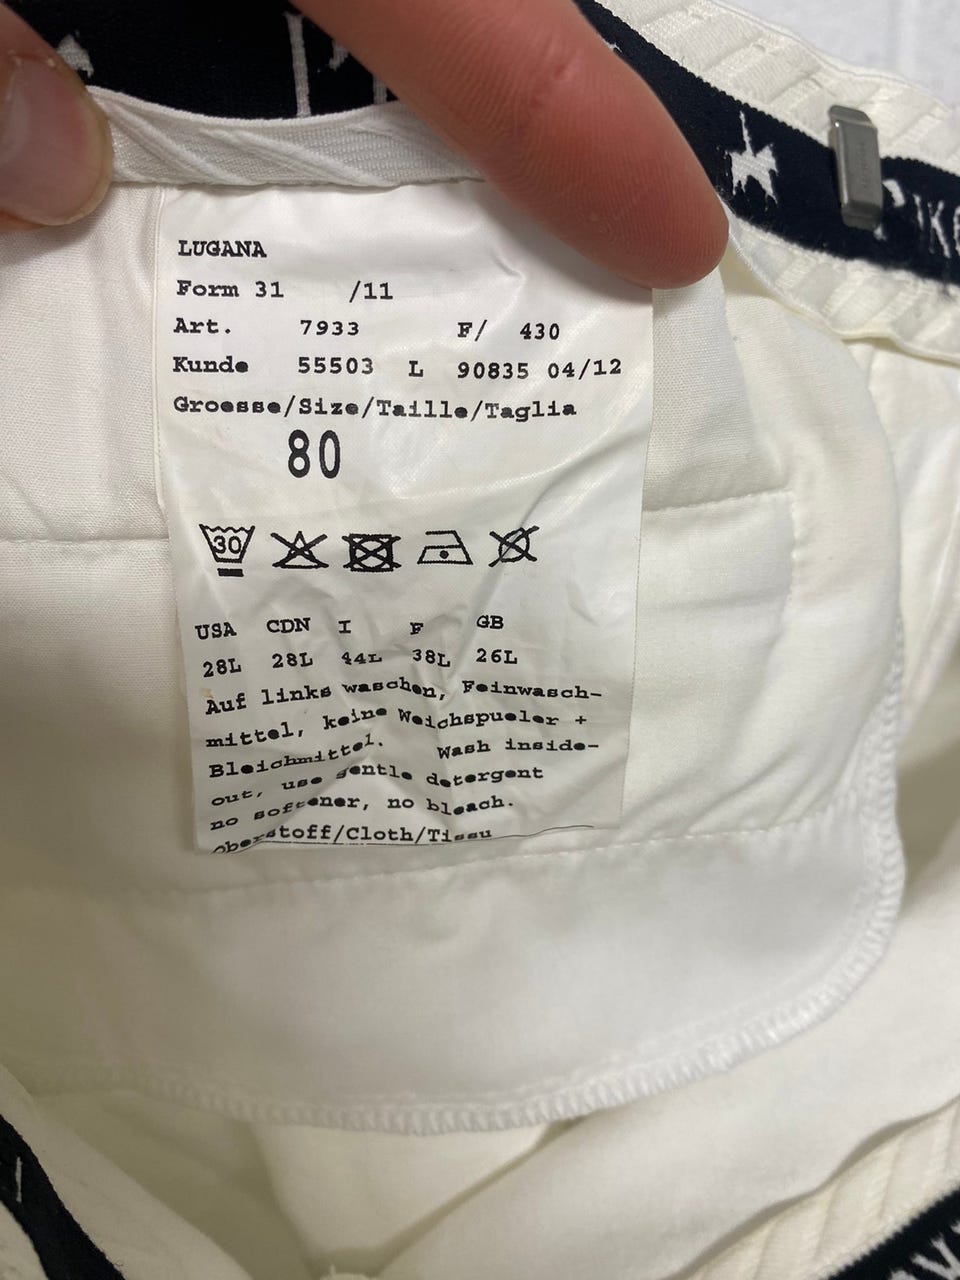 LUGANA
Form 31 /11
Art. 7933 F/ 430
Kunde 55503 L 90835 04/12
Groesse/Size/Taille/Taglia
80
30
USA CDN I F GB
28L 28L 44L 38L 26L
Auf links waschen, Feinwasch-
mittel, keine Weichspueler +
Bleichmittel. Wash inside-
out, use gentle detergent
no softener, no bleach.
Oberstoff/Cloth/Tissu